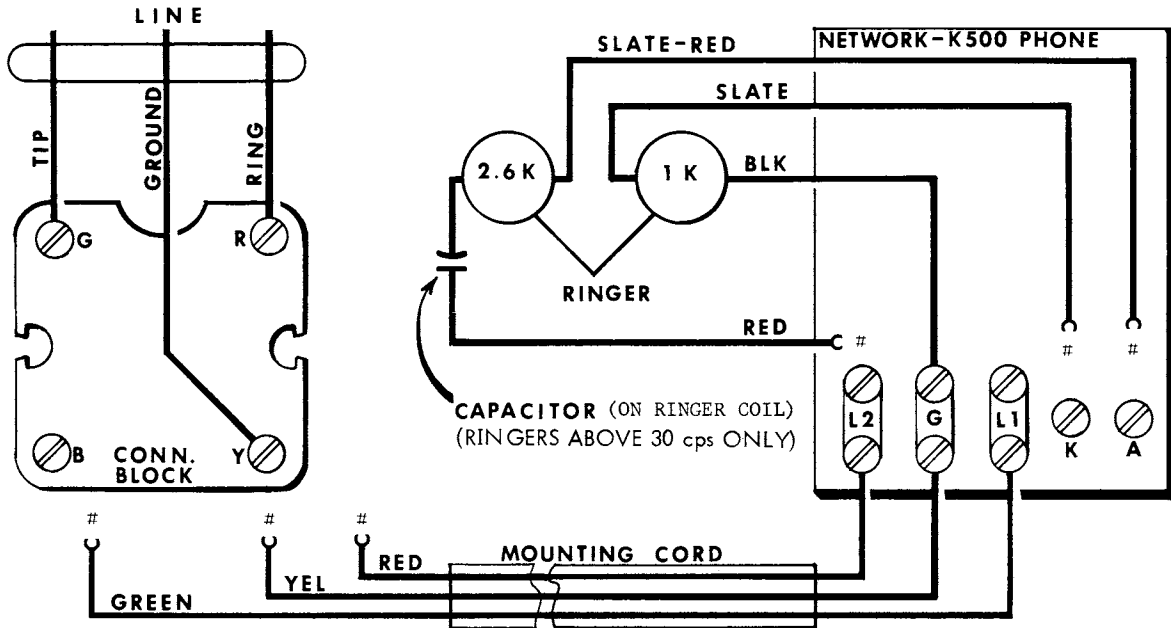 LINE
TIP
GROUND
RING
G
R
B
CONN.
BLOCK
Y
SLATE-RED
NETWORK-K500 PHONE
SLATE
2.6K
1K
BLK
RINGER
RED
#
#
#
CAPACITOR (ON RINGER COIL)
(RINGERS ABOVE 30 cps ONLY)
L2
G
L1
K
A
#
#
#
MOUNTING CORD
RED
YEL
GREEN